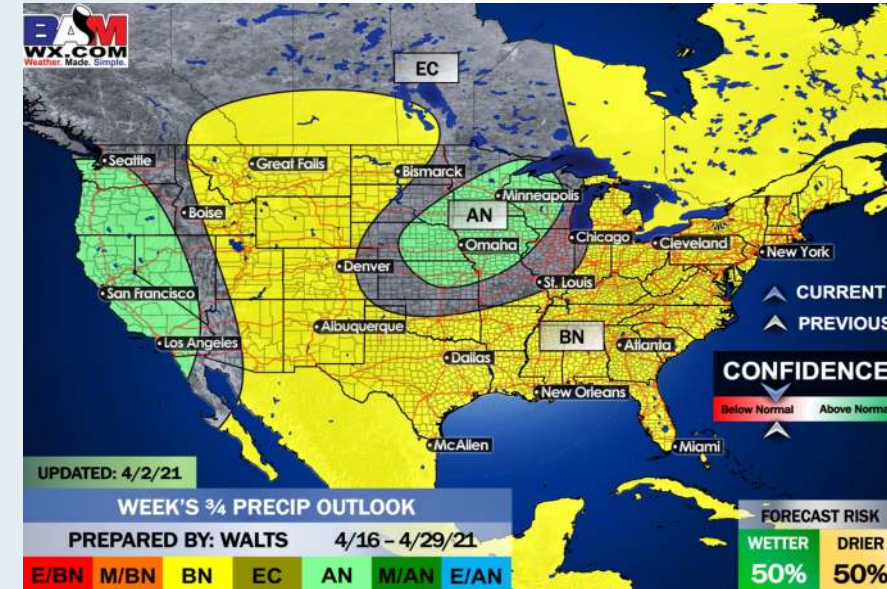 BAM
WX.COM
Weather. Made. Simple.
EC
Seattle
Great Falls
Bismarck
Minneapolis
Boise
AN
Omaha
Chicago
Cleveland
New York
Denver
San Francisco
St. Louis
CURRENT
PREVIOUS
Albuquerque
Los Angeles
BN
Atlanta
Dallas
CONFIDENCE
New Orleans
Below Normal Above Norma
McAllen
Miami
UPDATED: 4/2/21
WEEK'S ¾ PRECIP OUTLOOK
FORECAST RISK
PREPARED BY: WALTS 4/16 – 4/29/21
WETTER DRIER
50% 50%
E/BN M/BN BN EC AN M/AN E/AN